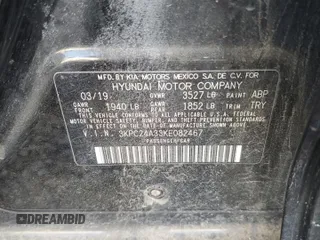 MFD. BY KIA MOTORS MEXICO S.A. DE C.V. FOR
HYUNDAI MOTOR COMPANY
03/19 GVWR 3527 LB PAINT ABP
GAWR FRONT 1940 LB GAWR REAR 1852 LB TRIM TRY
THIS VEHICLE CONFORMS TO ALL APPLICABLE
U.S. FEDERAL MOTOR VEHICLE SAFETY, BUMPER,
AND THEFT PREVENTION STANDARDS IN EFFECT ON
THE DATE OF MANUFACTURE SHOWN ABOVE.
V.I.N. 3KPC24A33KE082467
PASSENGER CAR
DREAMBID